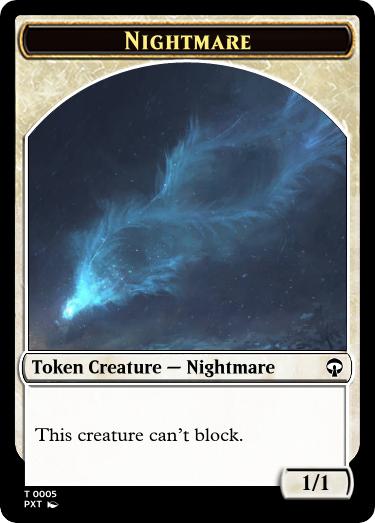 Nightmare
Token Creature — Nightmare
This creature can't block.
1/1
T 0005
PXT